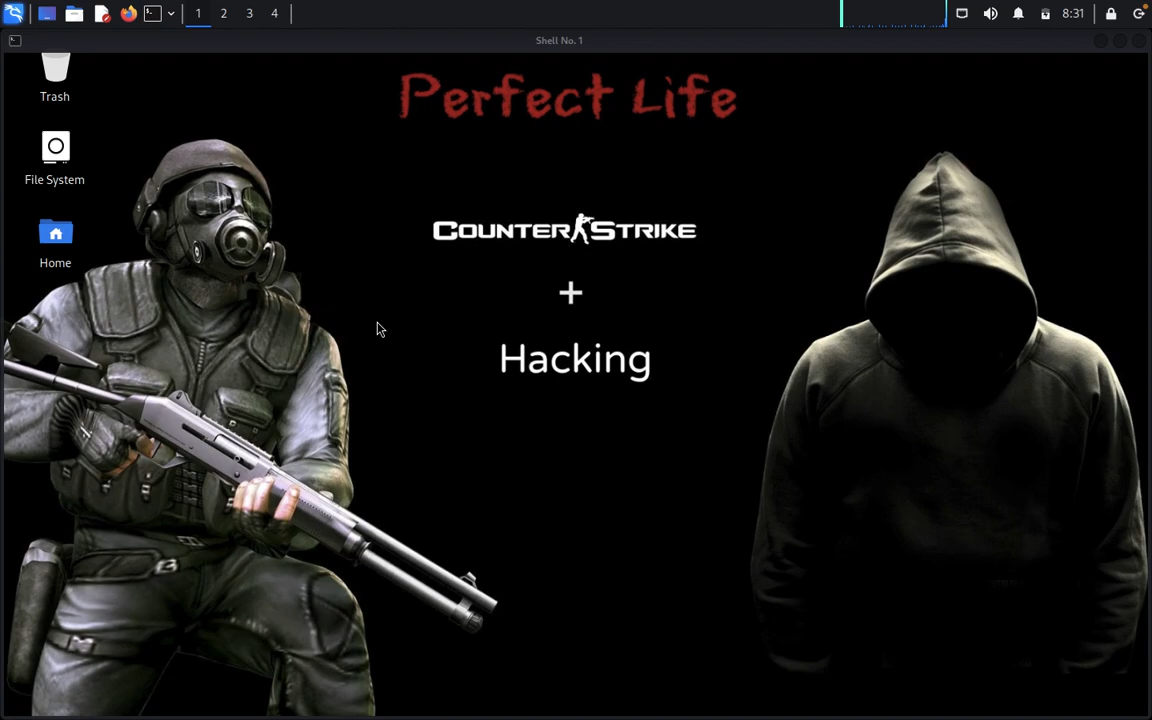 1 2 3 4 8:31
Shell No. 1
Perfect Life
Trash
File System
COUNTER STRIKE
Home
+
Hacking